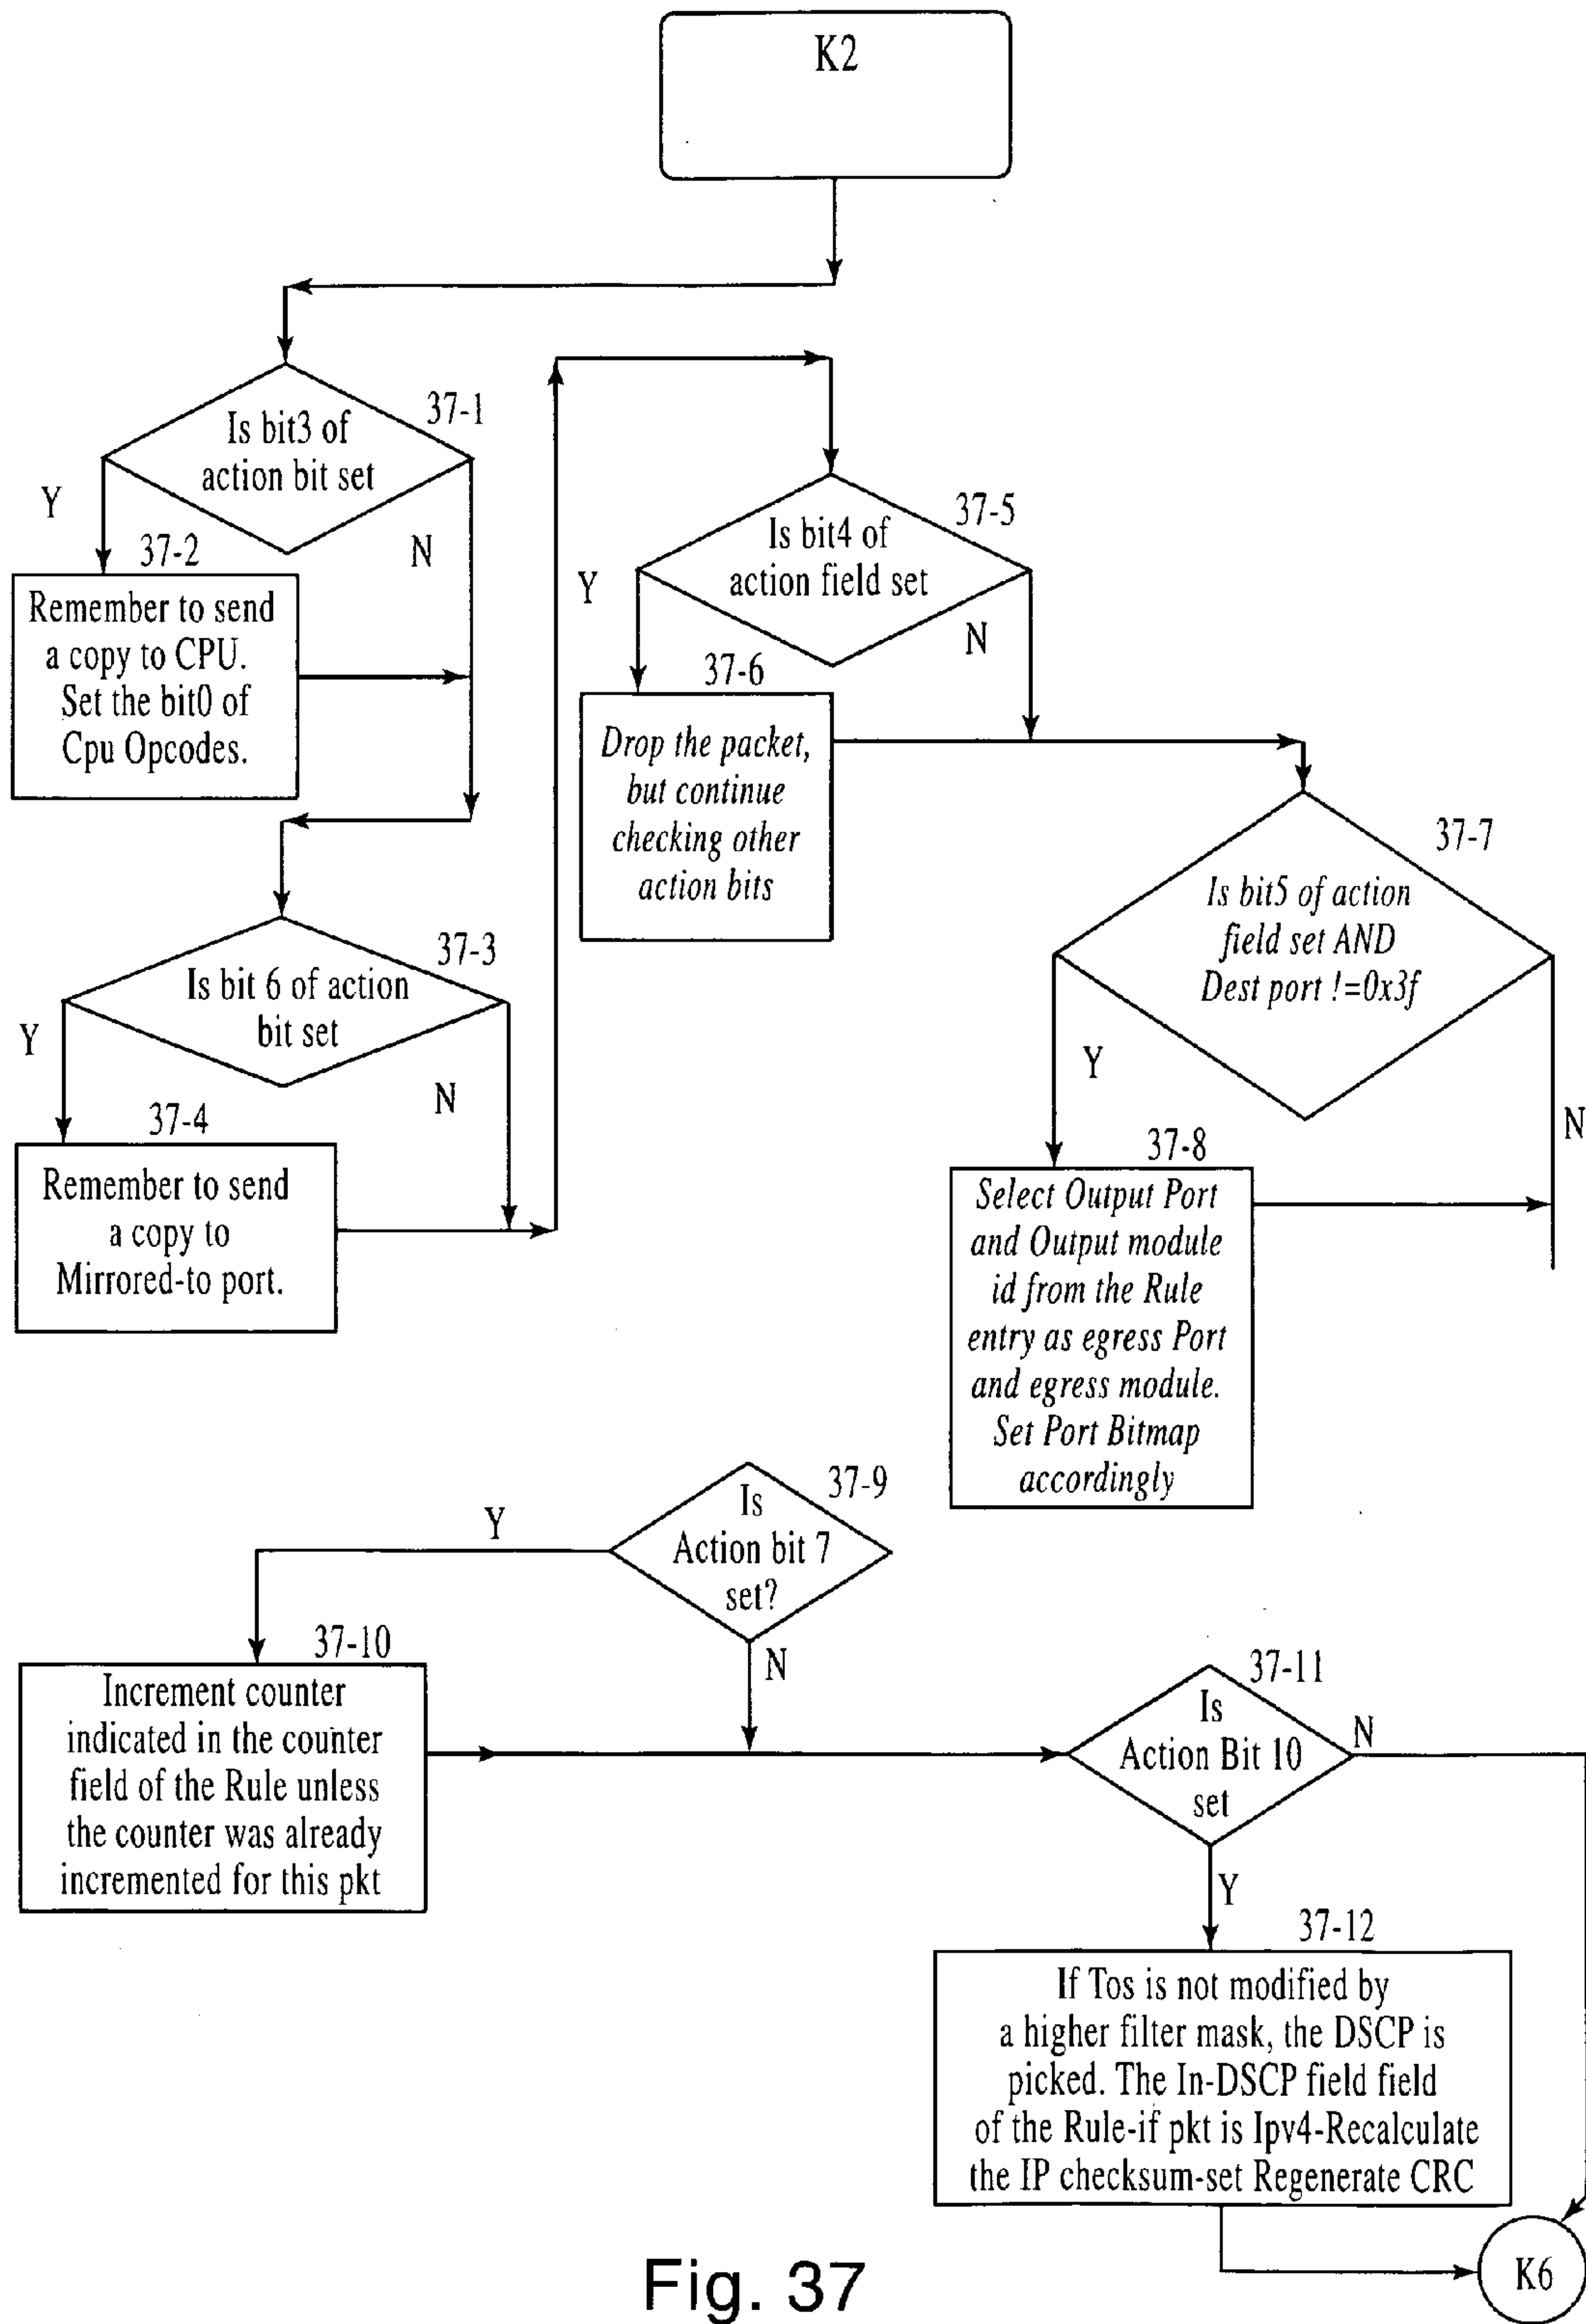 K2
37-1
Is bit3 of
action bit set
Y
N
37-2
Remember to send
a copy to CPU.
Set the bit0 of
Cpu Opcodes.
37-3
Is bit 6 of action
bit set
Y
N
37-4
Remember to send
a copy to
Mirrored-to port.
37-5
Is bit4 of
action field set
Y
N
37-6
Drop the packet,
but continue
checking other
action bits
37-7
Is bit5 of action
field set AND
Dest port !=0x3f
Y
N
37-8
Select Output Port
and Output module
id from the Rule
entry as egress Port
and egress module.
Set Port Bitmap
accordingly
37-9
Is
Action bit 7
set?
Y
N
37-10
Increment counter
indicated in the counter
field of the Rule unless
the counter was already
incremented for this pkt
37-11
Is
Action Bit 10
set
N
Y
37-12
If Tos is not modified by
a higher filter mask, the DSCP is
picked. The In-DSCP field field
of the Rule-if pkt is Ipv4-Recalculate
the IP checksum-set Regenerate CRC
K6
Fig. 37